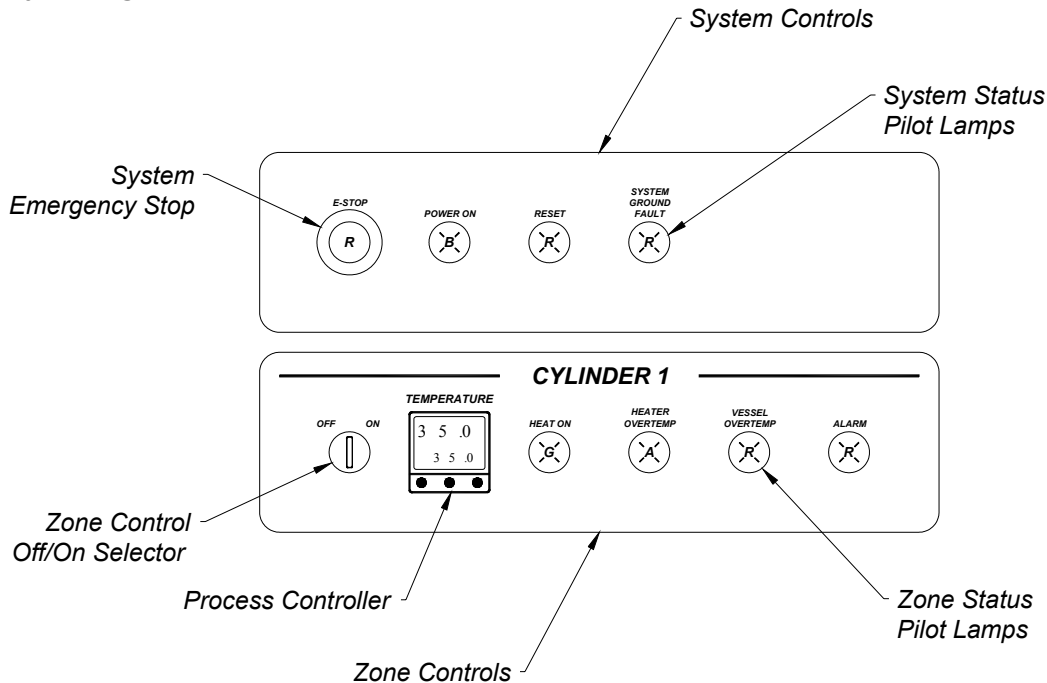 System Controls
System Status
Pilot Lamps
System
Emergency Stop
E-STOP
R
POWER ON
B
RESET
R
SYSTEM
GROUND
FAULT
R
CYLINDER 1
OFF
ON
TEMPERATURE
3 5 .0
3 5 .0
HEAT ON
G
HEATER
OVERTEMP
A
VESSEL
OVERTEMP
R
ALARM
R
Zone Control
Off/On Selector
Process Controller
Zone Controls
Zone Status
Pilot Lamps